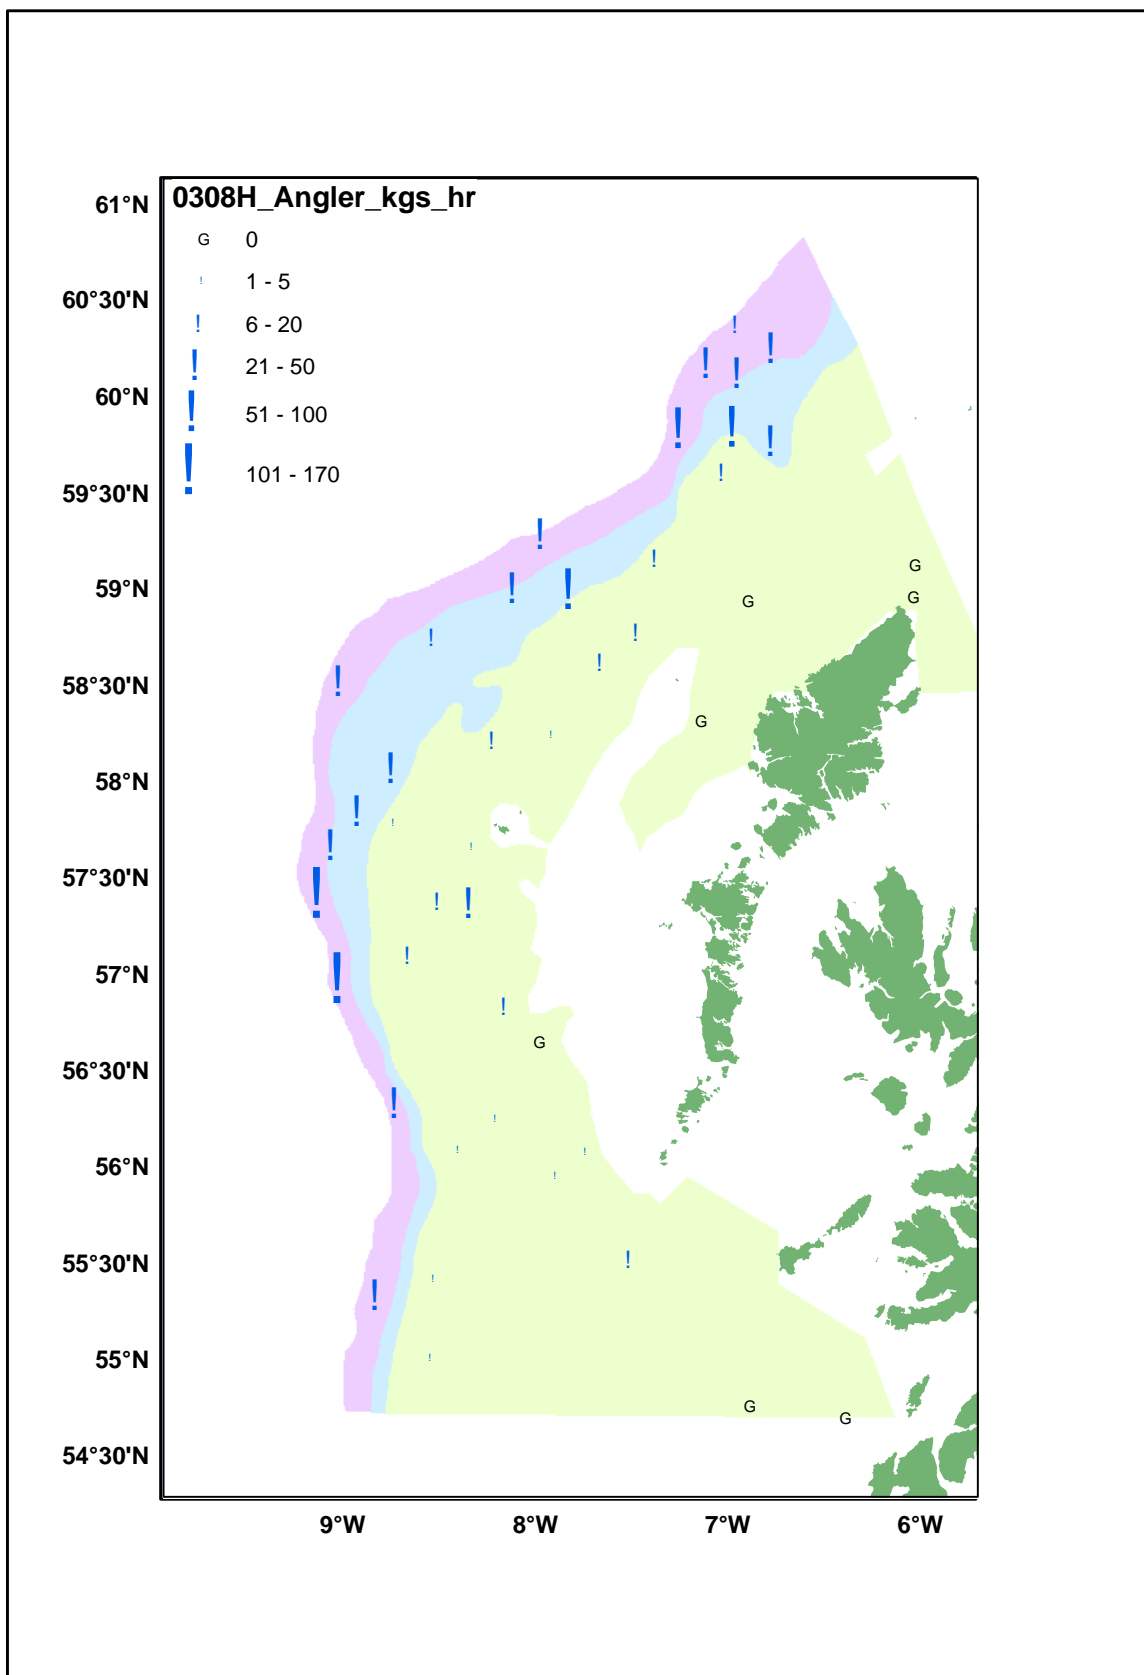 0308H_Angler_kgs_hr
G 0
! 1 - 5
! 6 - 20
! 21 - 50
! 51 - 100
! 101 - 170
61°N
60°30'N
60°N
59°30'N
59°N
58°30'N
58°N
57°30'N
57°N
56°30'N
56°N
55°30'N
55°N
54°30'N
G
G
G
G
G
G
G
9°W 8°W 7°W 6°W